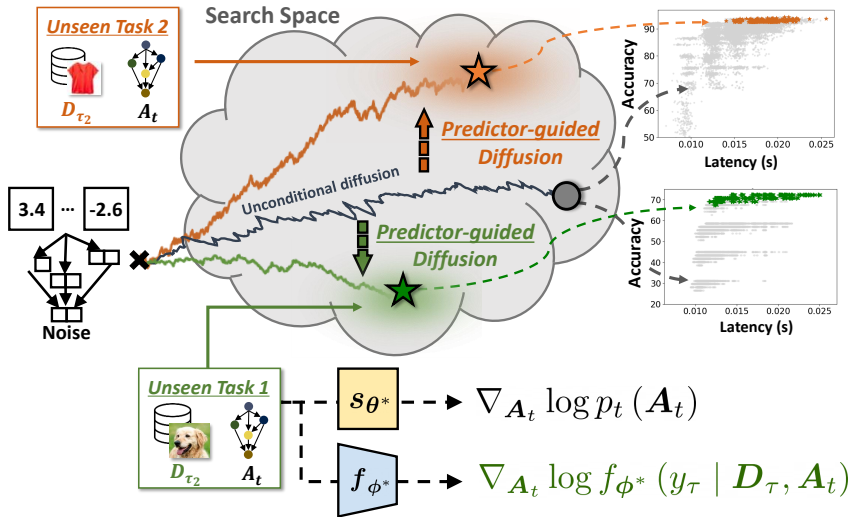 Search Space
Unseen Task 2
D_{τ_2}
A_t
Predictor-guided
Diffusion
Unconditional diffusion
Predictor-guided
Diffusion
3.4 ... -2.6
Noise
Accuracy
90
80
70
60
50
0.010 0.015 0.020 0.025
Latency (s)
Accuracy
70
60
50
40
30
20
0.010 0.015 0.020 0.025
Latency (s)
Unseen Task 1
D_{τ_2}
A_t
s_{θ*}
∇_{A_t} log p_t (A_t)
f_{ϕ*}
∇_{A_t} log f_{ϕ*} (y_τ | D_τ, A_t)